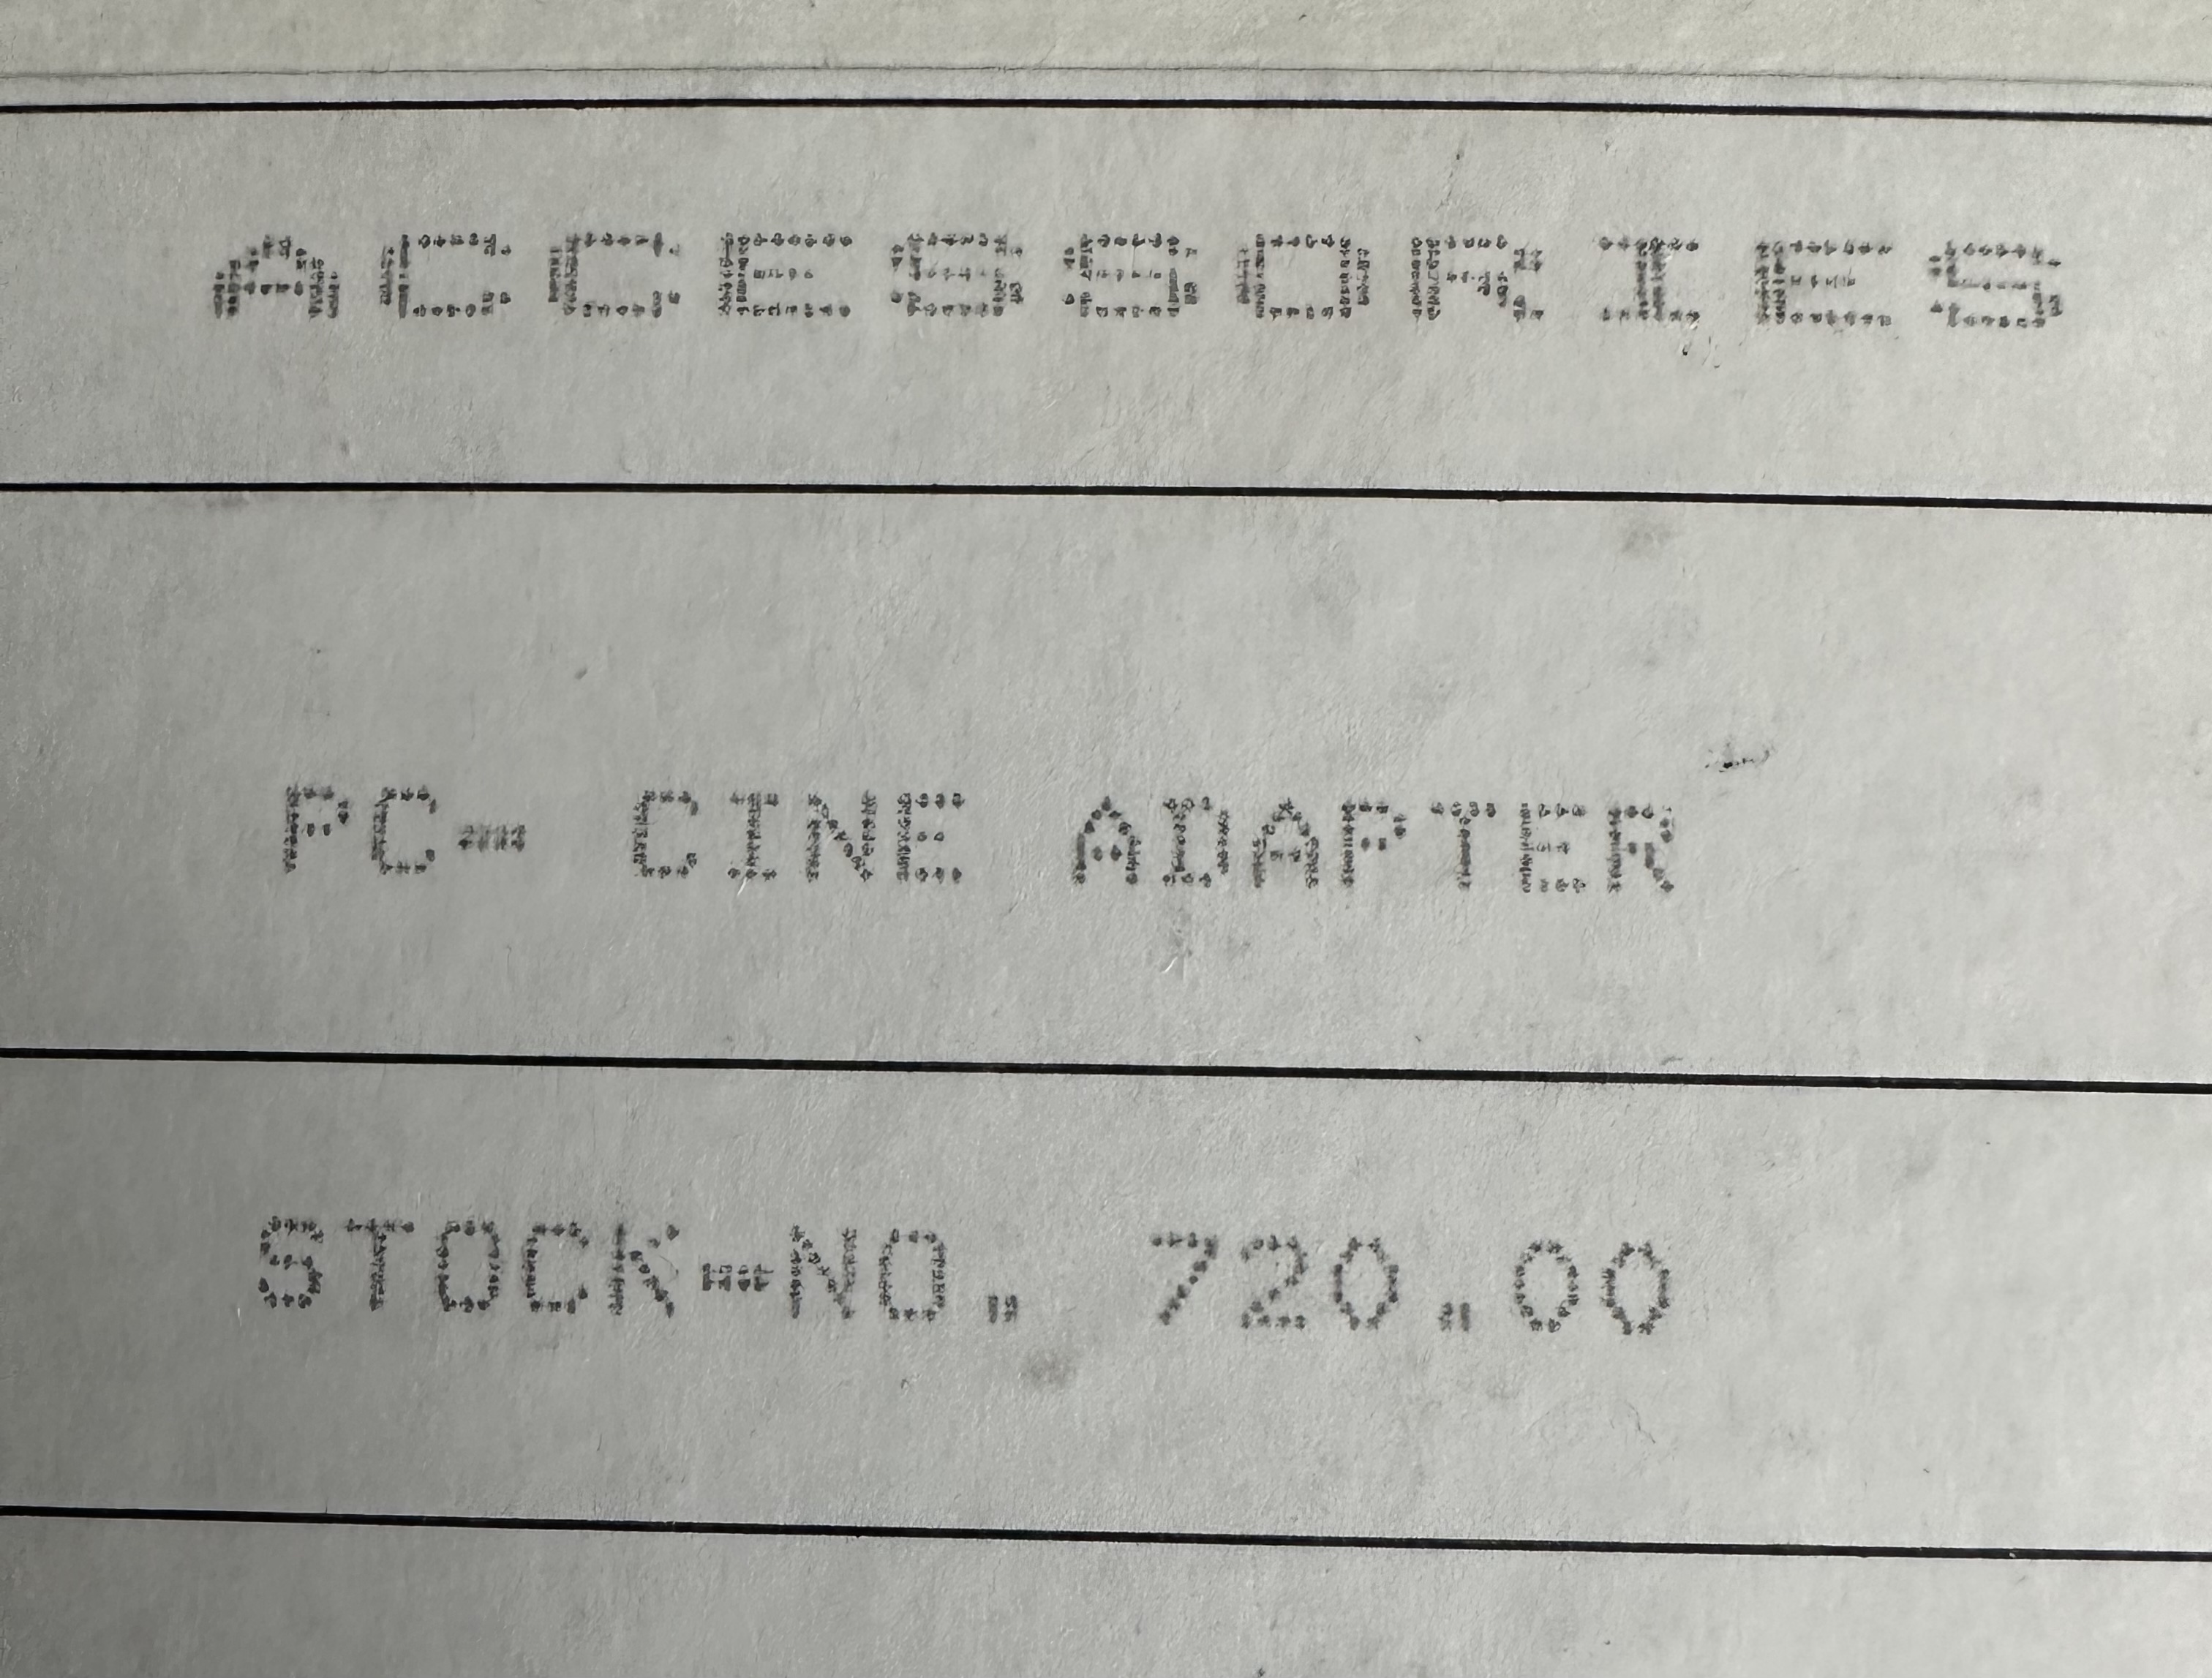 ACCESSORIES
PC- CINE ADAPTER
STOCK-NO. 720.00